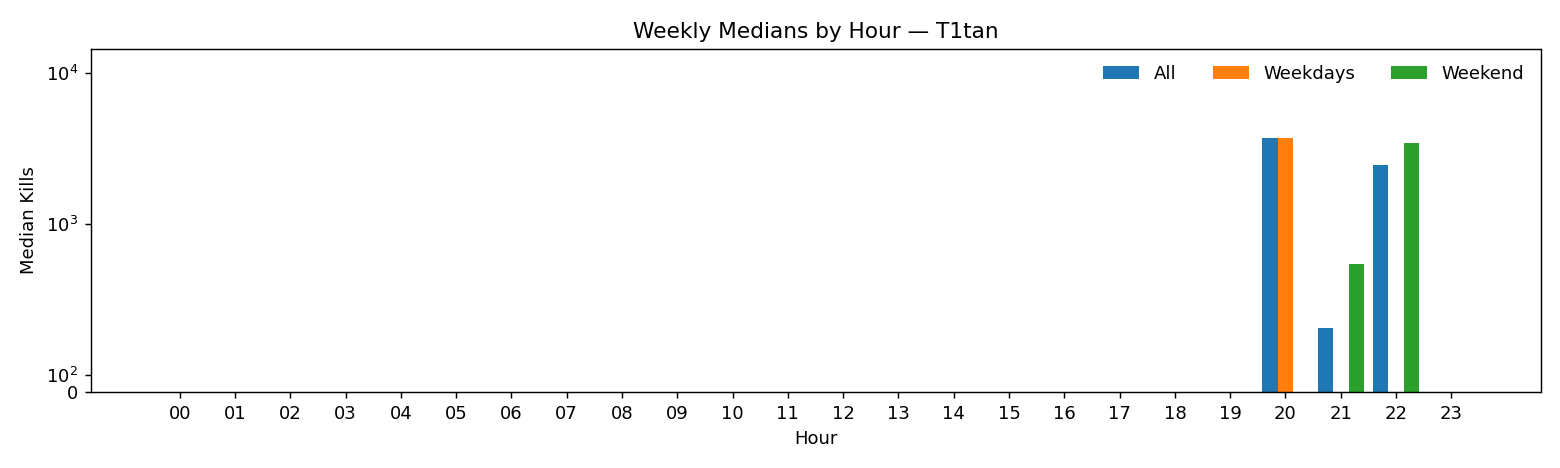 Weekly Medians by Hour — T1tan
All Weekdays Weekend
Median Kills
10⁴
10³
10²
0
00 01 02 03 04 05 06 07 08 09 10 11 12 13 14 15 16 17 18 19 20 21 22 23
Hour